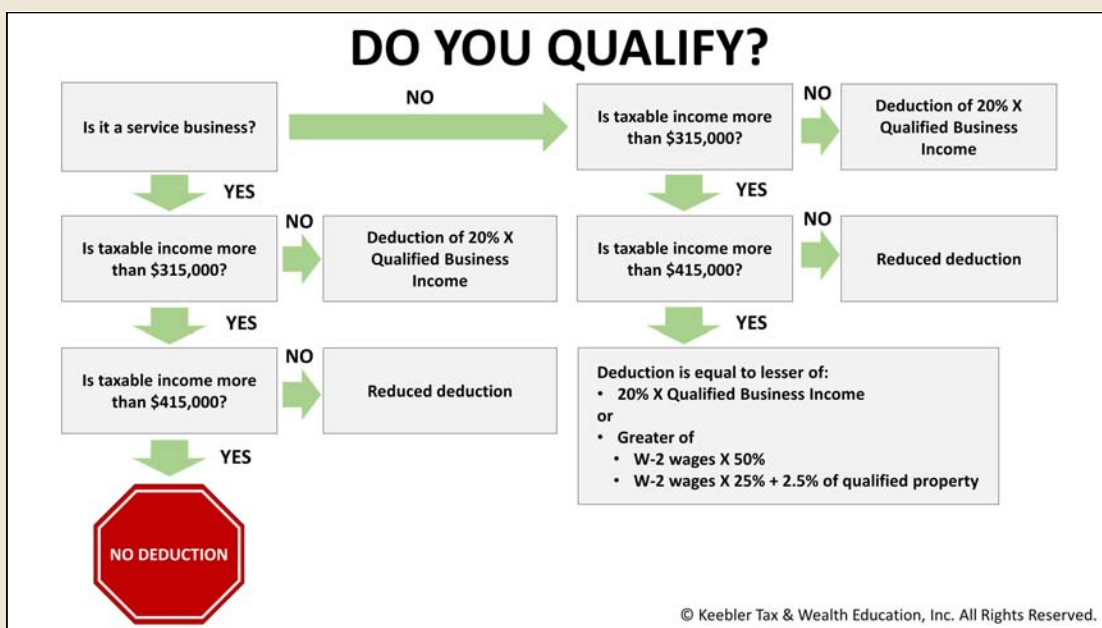 DO YOU QUALIFY?
Is it a service business?
NO
Is taxable income more
than $315,000?
NO
Deduction of 20% X
Qualified Business
Income
YES
YES
Is taxable income more
than $315,000?
NO
Deduction of 20% X
Qualified Business
Income
Is taxable income more
than $415,000?
NO
Reduced deduction
YES
YES
Is taxable income more
than $415,000?
NO
Reduced deduction
Deduction is equal to lesser of:
• 20% X Qualified Business Income
or
• Greater of
• W-2 wages X 50%
• W-2 wages X 25% + 2.5% of qualified property
YES
NO DEDUCTION
© Keebler Tax & Wealth Education, Inc. All Rights Reserved.